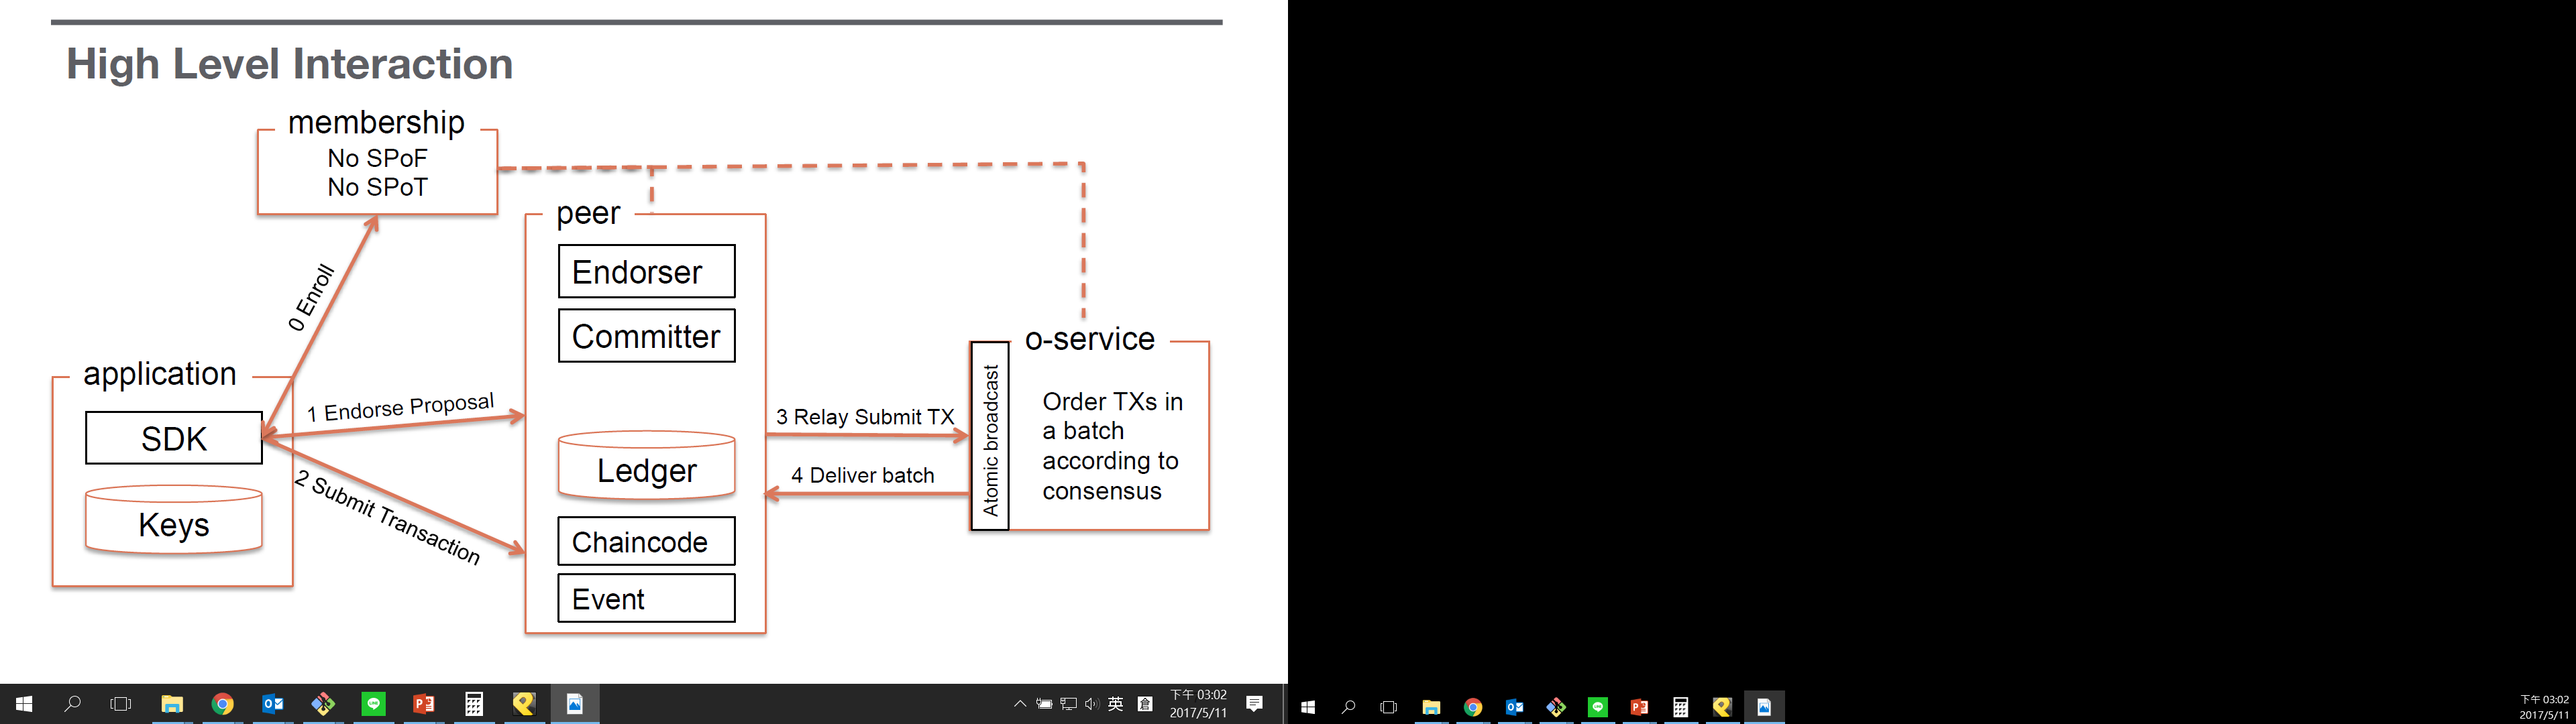 High Level Interaction
membership
No SPoF
No SPoT
0 Enroll
peer
Endorser
Committer
Ledger
Chaincode
Event
application
SDK
Keys
1 Endorse Proposal
2 Submit Transaction
3 Relay Submit TX
4 Deliver batch
Atomic broadcast
o-service
Order TXs in
a batch
according to
consensus
英
倉
下午 03:02
2017/5/11
下午 03:02
2017/5/11